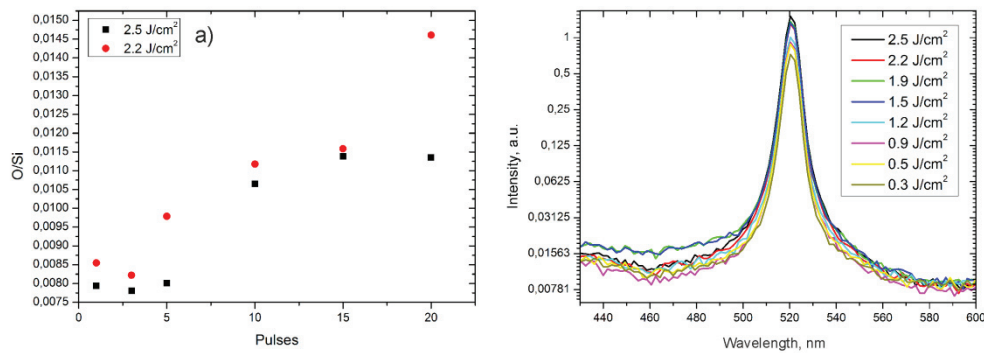 2.5 J/cm²
2.2 J/cm²
a)
0,0150
0,0145
0,0140
0,0135
0,0130
0,0125
0,0120
0,0115
0,0110
0,0105
0,0100
0,0095
0,0090
0,0085
0,0080
0,0075
O/Si
0 5 10 15 20
Pulses
1
0,5
0,25
0,125
0,0625
0,03125
0,01563
0,00781
Intensity, a.u.
2.5 J/cm²
2.2 J/cm²
1.9 J/cm²
1.5 J/cm²
1.2 J/cm²
0.9 J/cm²
0.5 J/cm²
0.3 J/cm²
440 460 480 500 520 540 560 580 600
Wavelength, nm